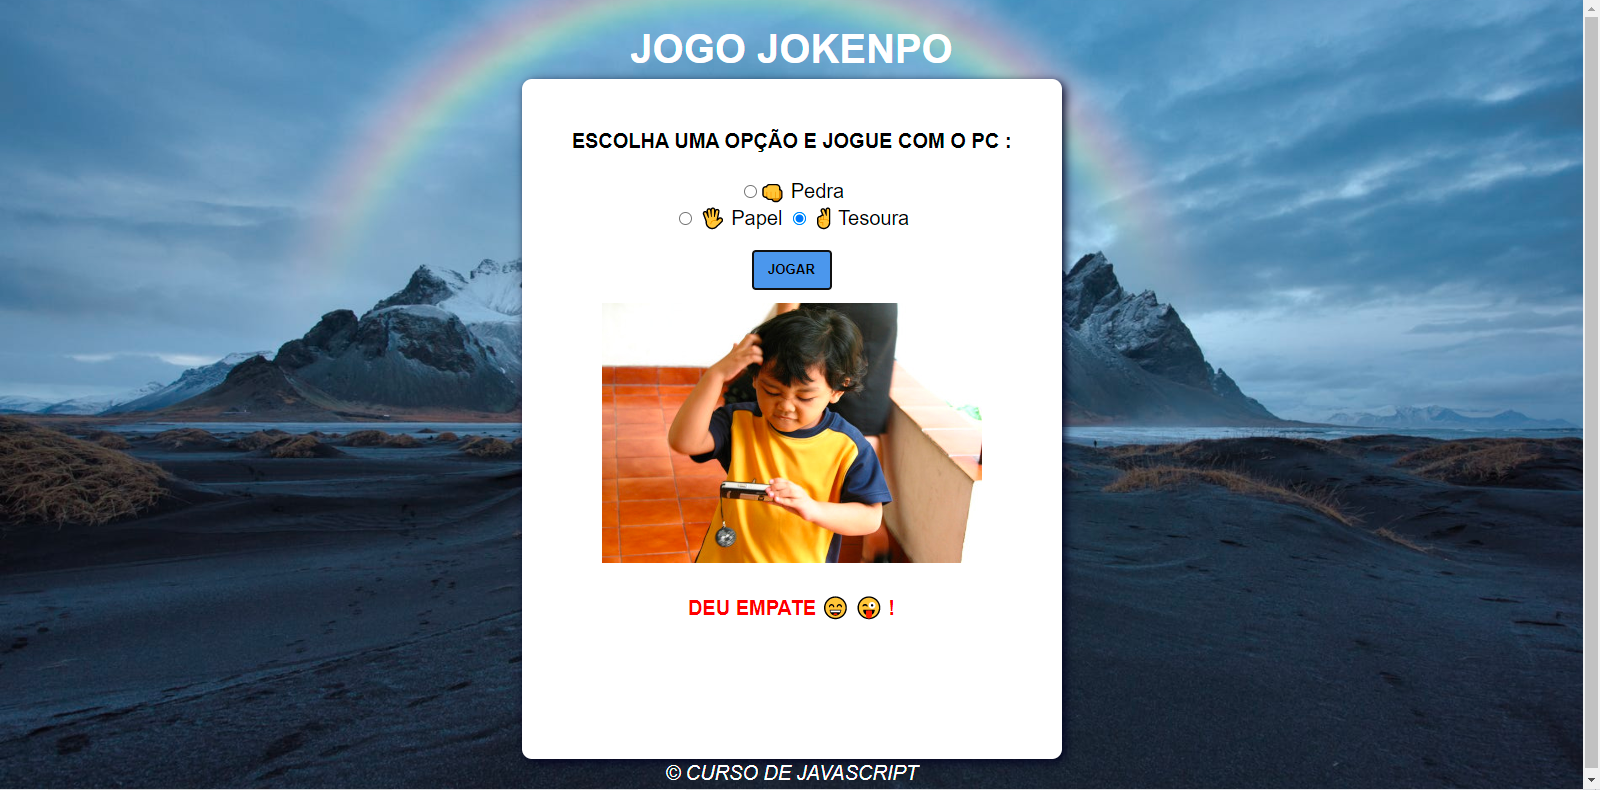 JOGO JOKENPO
ESCOLHA UMA OPÇÃO E JOGUE COM O PC :
👊 Pedra
🖐 Papel ✌ Tesoura
JOGAR
DEU EMPATE 😄 😜 !
© CURSO DE JAVASCRIPT